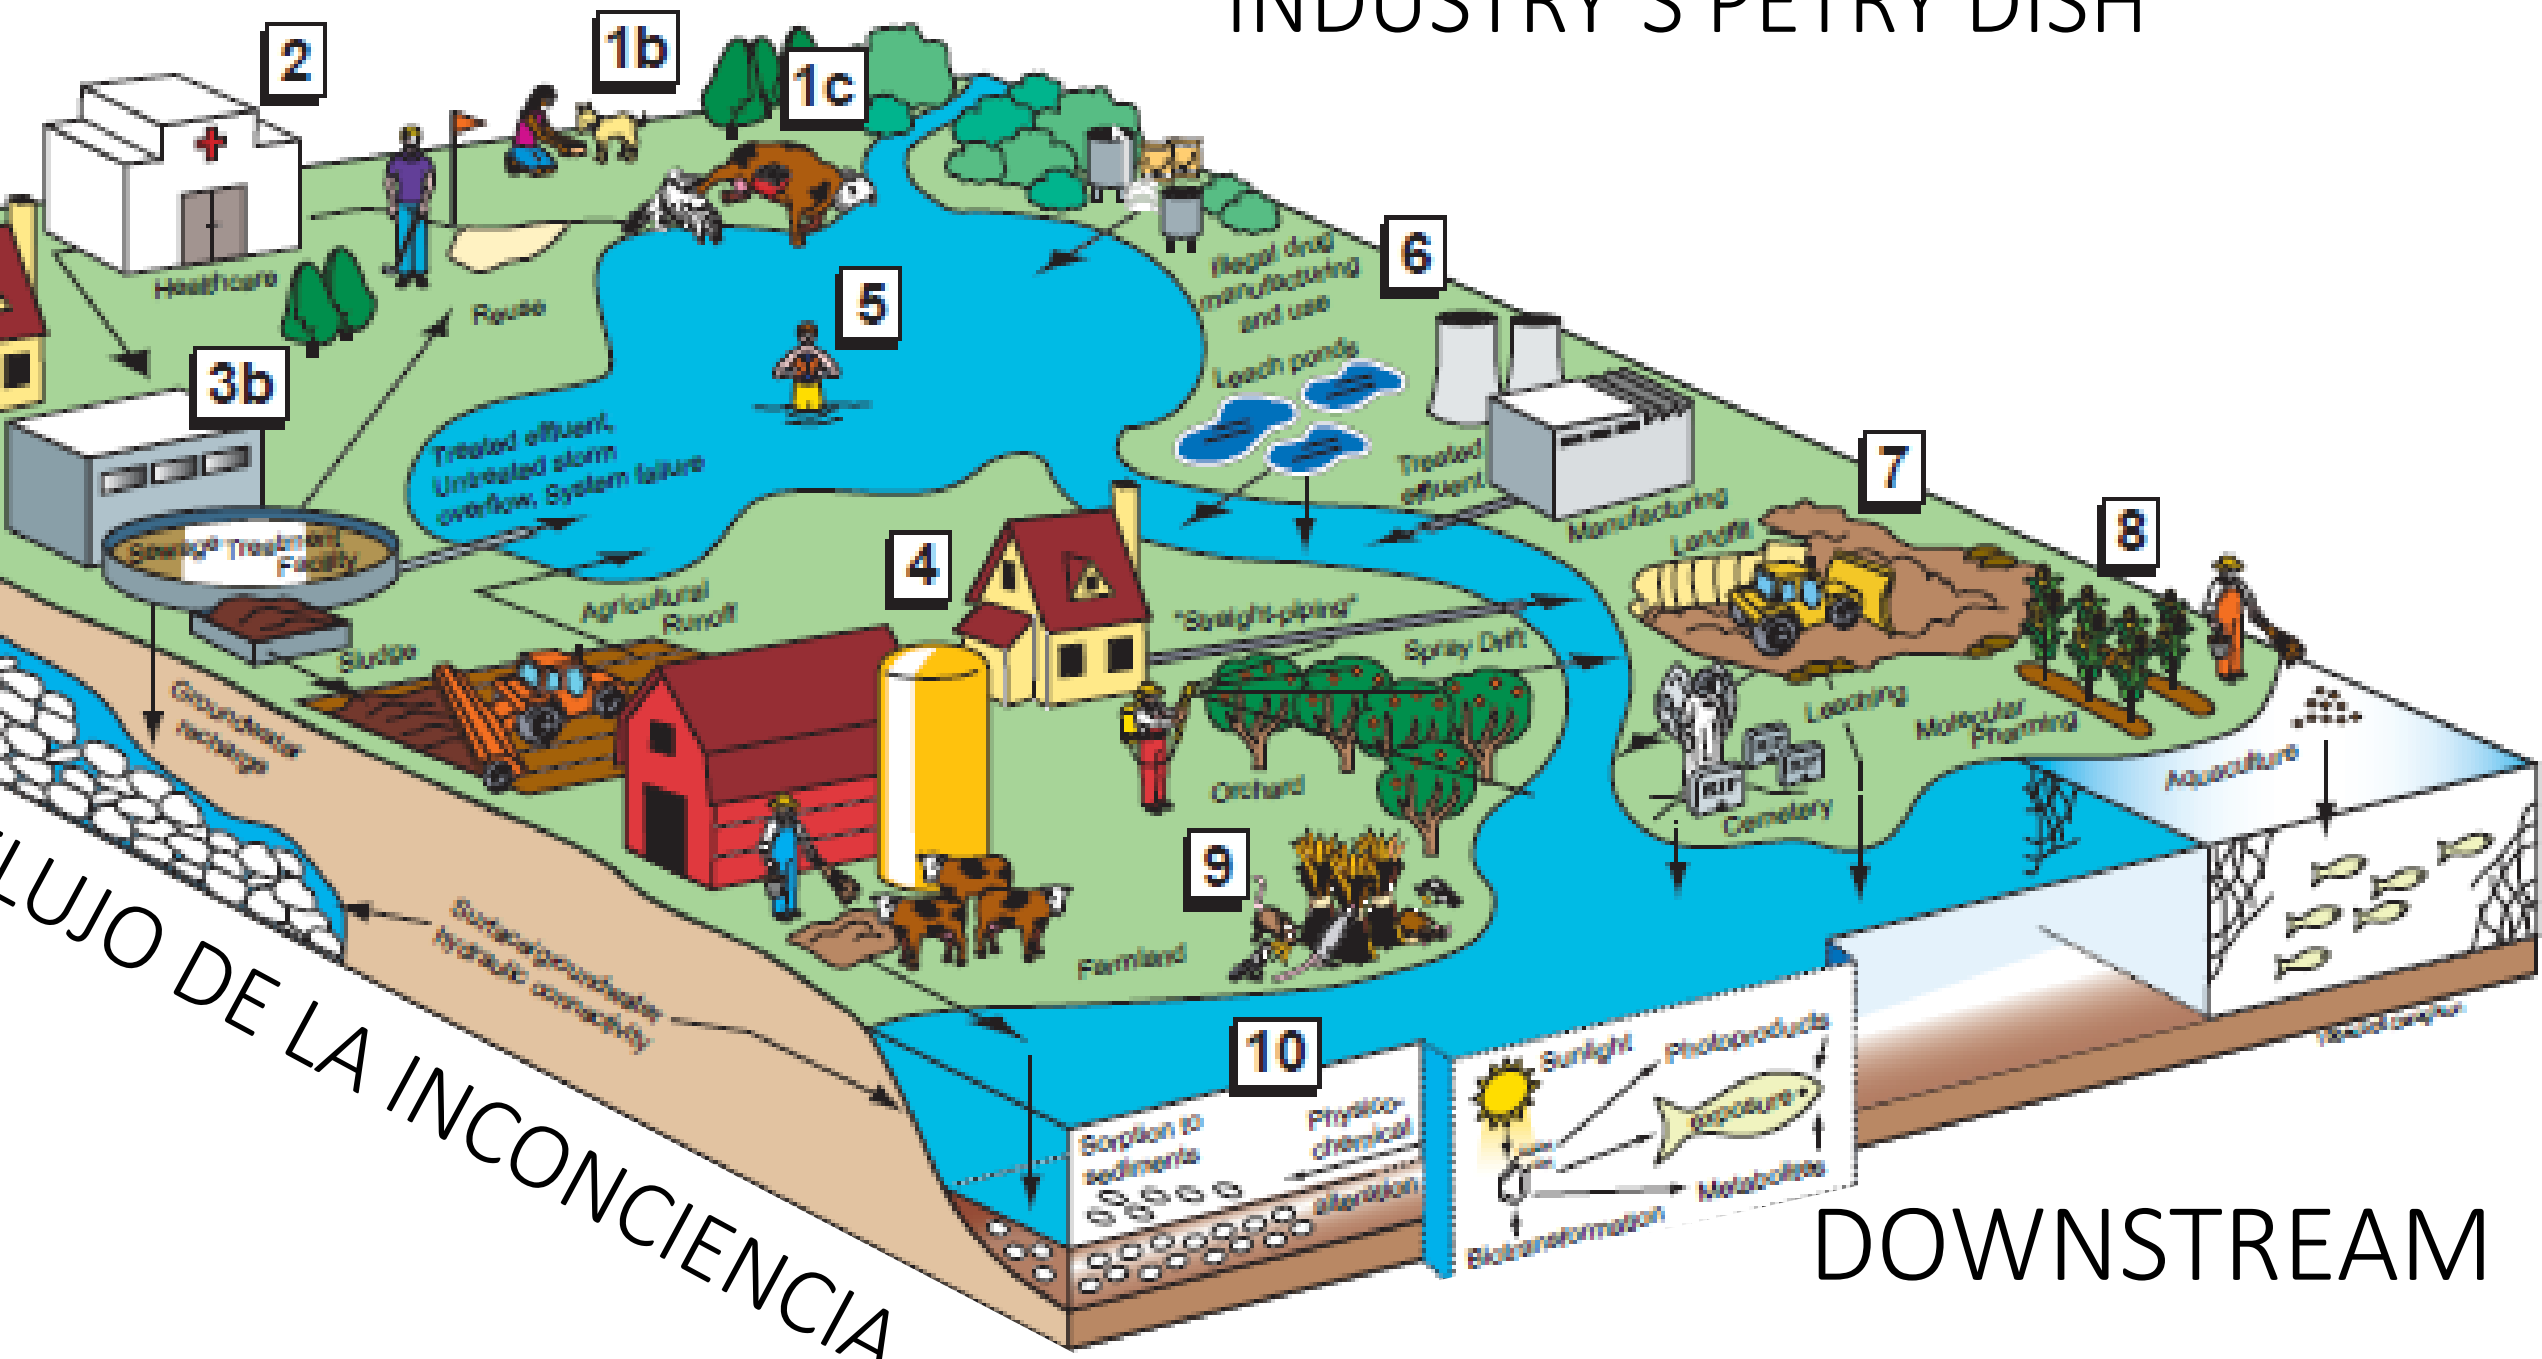 INDUSTRY'S PETRY DISH
2
1b
1c
Healthcare
Reuse
5
6
Illegal drug
manufacturing
and use
Leach ponds
3b
Treated effluent,
Untreated storm
overflow, System failure
Treated
effluent
Manufacturing
7
Landfill
8
Sewage Treatment
Facility
4
Agricultural
Runoff
"Straight-piping"
Spray Drift
Sludge
Groundwater
recharge
Leaching
Molecular
Pharming
Aquaculture
RIP
Cemetery
Orchard
9
Farmland
Surface/groundwater
hydraulic connectivity
LUJO DE LA INCONCIENCIA
10
Sorption to
sediments
Physico-
chemical
alteration
Sunlight
Photoproducts
exposure
Metabolites
Biotransformation
DOWNSTREAM